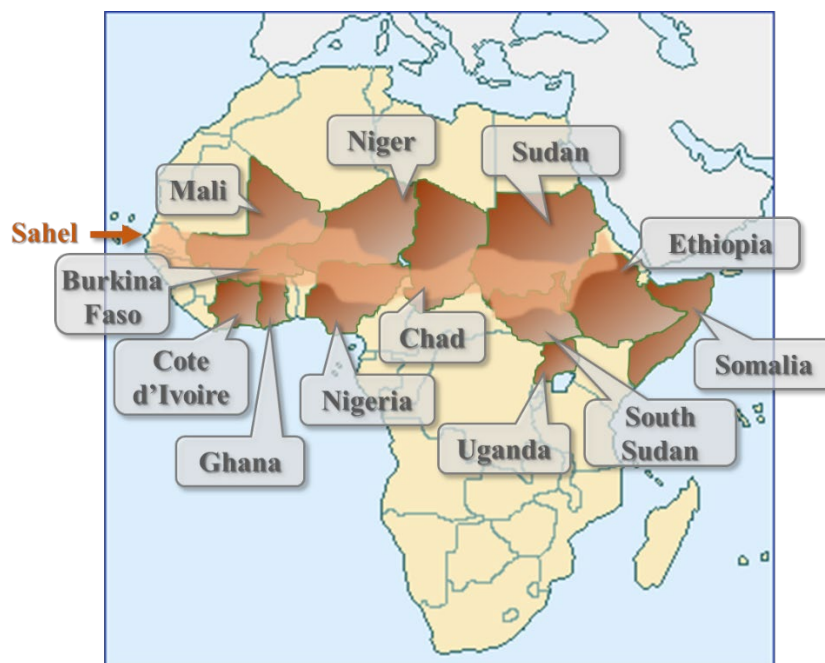 Niger
Sudan
Mali
Sahel
Ethiopia
Burkina
Faso
Chad
Somalia
Cote
d'Ivoire
Nigeria
South
Sudan
Uganda
Ghana